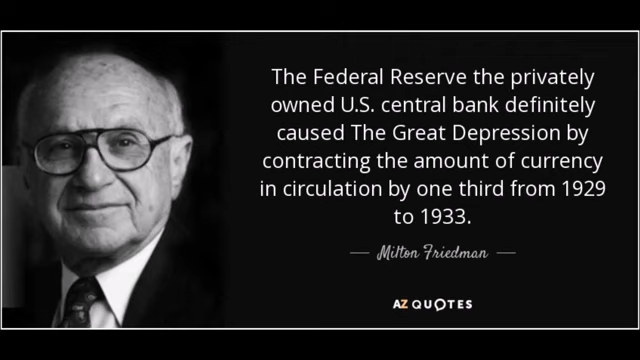 The Federal Reserve the privately
owned U.S. central bank definitely
caused The Great Depression by
contracting the amount of currency
in circulation by one third from 1929
to 1933.
Milton Friedman
AZ QUOTES